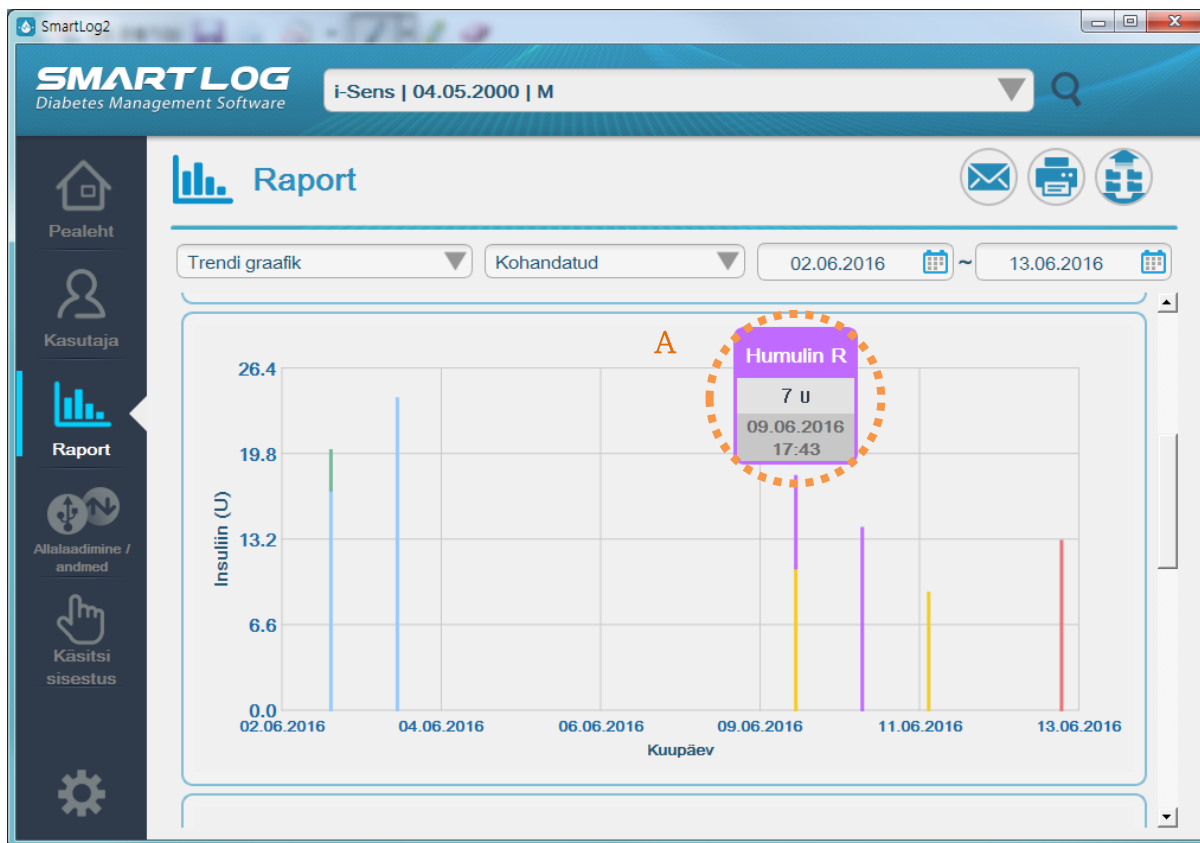 SmartLog2
SMART LOG
Diabetes Management Software
i-Sens | 04.05.2000 | M
Pealeht
Kasutaja
Raport
Allalaadimine /
andmed
Käsitsi
sisestus
Raport
Trendi graafik
Kohandatud
02.06.2016
~
13.06.2016
A
Humulin R
7 U
09.06.2016
17:43
Insuliin (U)
26.4
19.8
13.2
6.6
0.0
02.06.2016
04.06.2016
06.06.2016
09.06.2016
11.06.2016
13.06.2016
Kuupäev